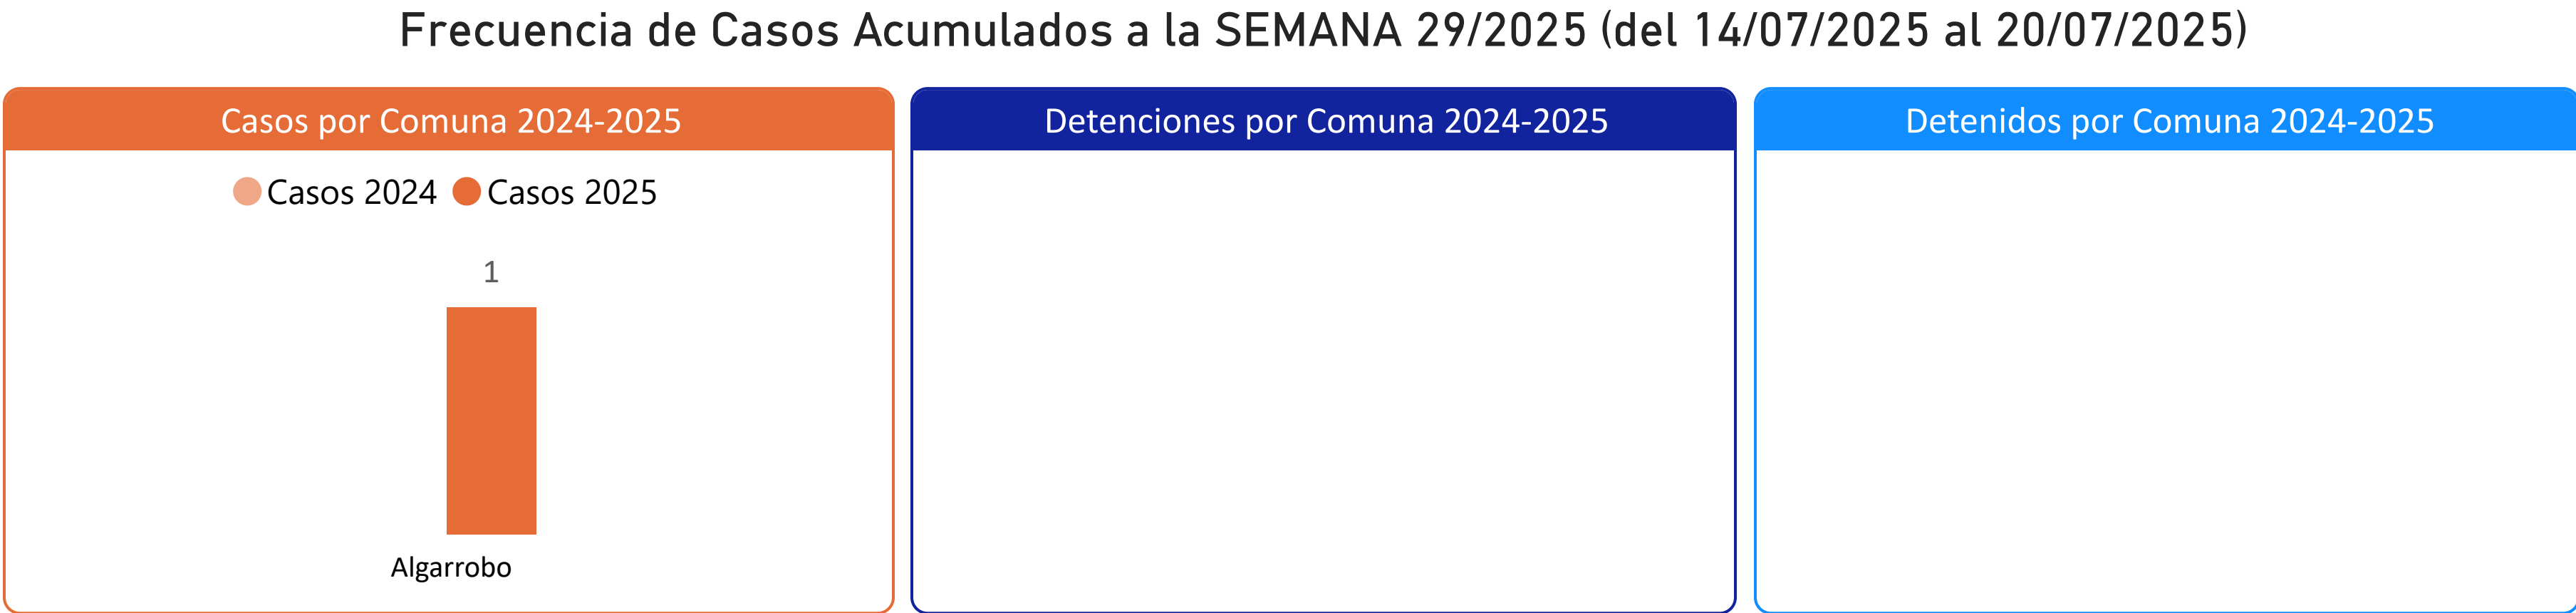 Frecuencia de Casos Acumulados a la SEMANA 29/2025 (del 14/07/2025 al 20/07/2025)
Casos por Comuna 2024-2025
Casos 2024 Casos 2025
1
Algarrobo
Detenciones por Comuna 2024-2025
Detenidos por Comuna 2024-2025